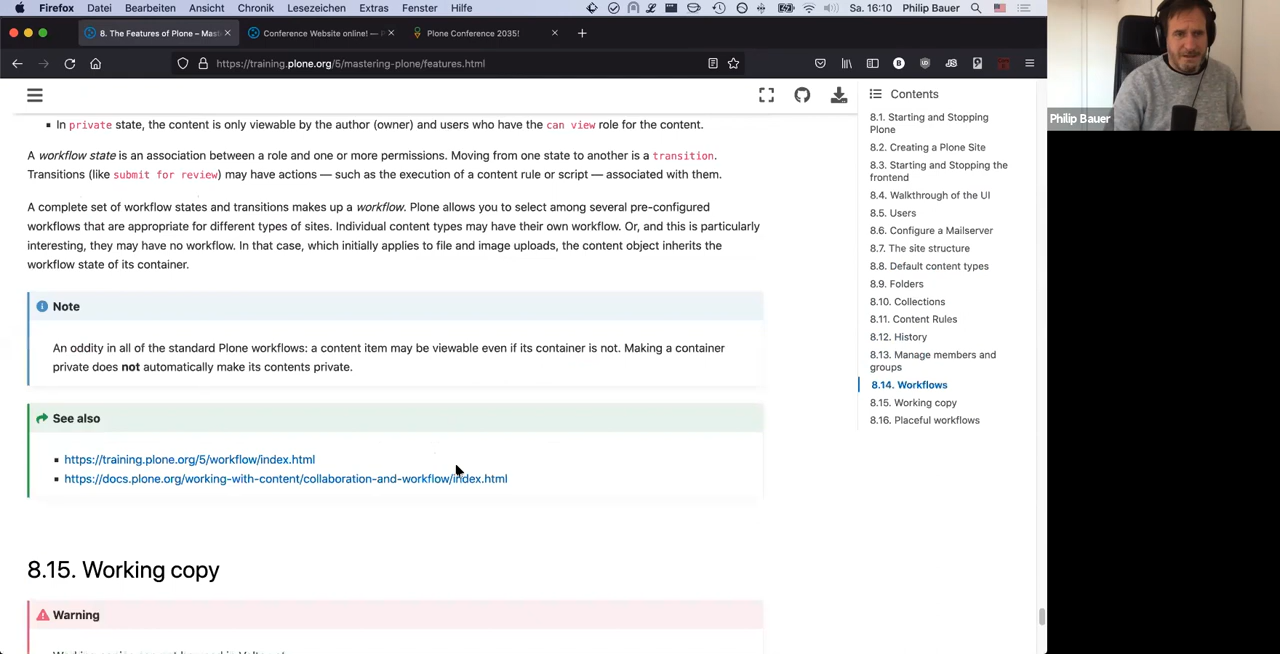 Firefox Datei Bearbeiten Ansicht Chronik Lesezeichen Extras Fenster Hilfe Sa. 16:10 Philip Bauer
8. The Features of Plone – Mast
Conference Website online! —
Plone Conference 2035!
https://training.plone.org/5/mastering-plone/features.html
In private state, the content is only viewable by the author (owner) and users who have the can view role for the content.
A workflow state is an association between a role and one or more permissions. Moving from one state to another is a transition.
Transitions (like submit for review) may have actions — such as the execution of a content rule or script — associated with them.
A complete set of workflow states and transitions makes up a workflow. Plone allows you to select among several pre-configured
workflows that are appropriate for different types of sites. Individual content types may have their own workflow. Or, and this is particularly
interesting, they may have no workflow. In that case, which initially applies to file and image uploads, the content object inherits the
workflow state of its container.
Note
An oddity in all of the standard Plone workflows: a content item may be viewable even if its container is not. Making a container
private does not automatically make its contents private.
See also
https://training.plone.org/5/workflow/index.html
https://docs.plone.org/working-with-content/collaboration-and-workflow/index.html
8.15. Working copy
Warning
Contents
8.1. Starting and Stopping
Plone
8.2. Creating a Plone Site
8.3. Starting and Stopping the
frontend
8.4. Walkthrough of the UI
8.5. Users
8.6. Configure a Mailserver
8.7. The site structure
8.8. Default content types
8.9. Folders
8.10. Collections
8.11. Content Rules
8.12. History
8.13. Manage members and
groups
8.14. Workflows
8.15. Working copy
8.16. Placeful workflows
Philip Bauer